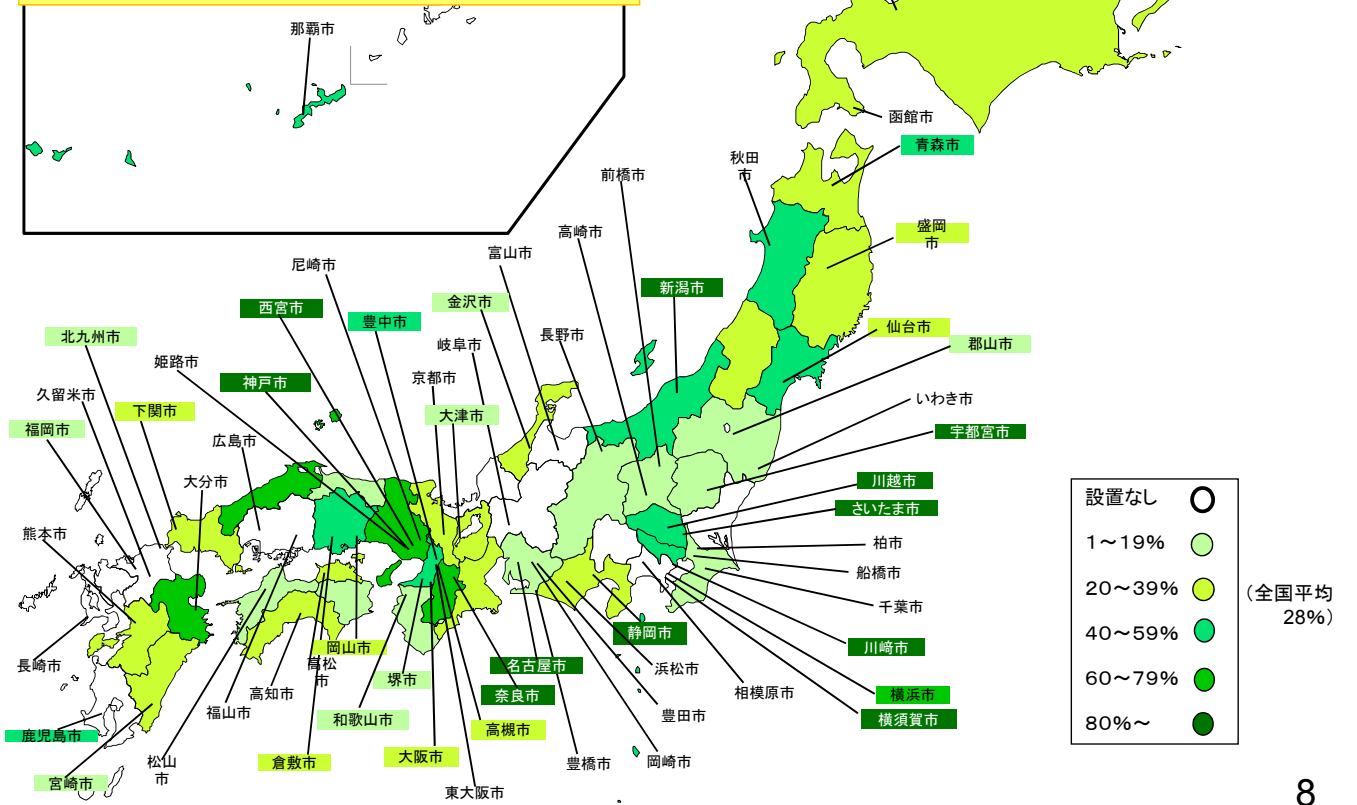 那覇市
函館市
青森市
秋田
市
前橋市
盛岡
市
高崎市
富山市
尼崎市
新潟市
金沢市
西宮市
豊中市
仙台市
北九州市
長野市
郡山市
岐阜市
姫路市
京都市
神戸市
久留米市
いわき市
下関市
大津市
福岡市
宇都宮市
広島市
川越市
大分市
さいたま市
熊本市
柏市
船橋市
千葉市
静岡市
川崎市
岡山市
長崎市
高松
市
名古屋市
浜松市
堺市
高知市
奈良市
相模原市
横浜市
福山市
和歌山市
豊田市
横須賀市
鹿児島市
高槻市
大阪市
倉敷市
松山
市
豊橋市
岡崎市
宮崎市
東大阪市
設置なし
1~19%
20~39%
40~59%
60~79%
80%~
(全国平均
28%)
8